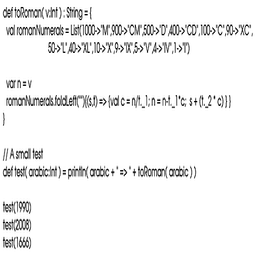 def toRoman( v:Int ) : String = {
val romanNumerals = List(1000->"M",900->"CM",500->"D",400->"CD",100->"C",90->"XC",
50->"L",40->"XL",10->"X",9->"IX",5->"V",4->"IV",1->"I")
var n = v
romanNumerals.foldLeft(""){(s,t) => {val c = n/t._1; n = n-t._1*c; s + (t._2 * c) } }
}
// A small test
def test( arabic:Int ) = println( arabic + " => " + toRoman( arabic ) )
test(1990)
test(2008)
test(1666)